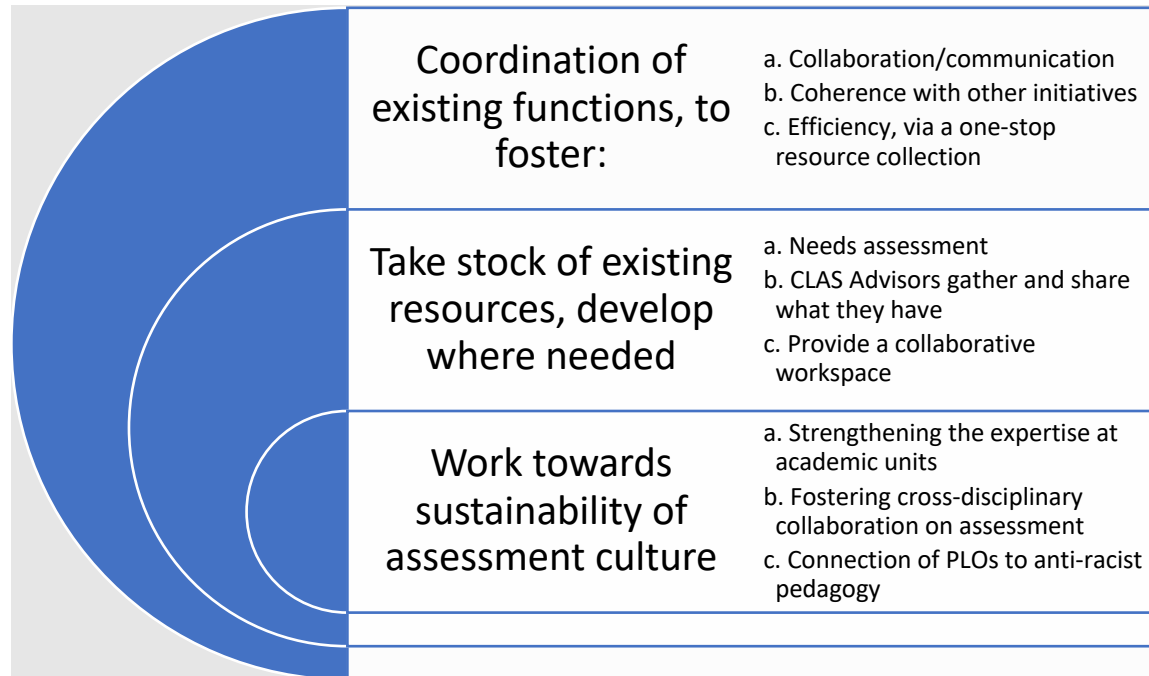 Coordination of
existing functions, to
foster:
a. Collaboration/communication
b. Coherence with other initiatives
c. Efficiency, via a one-stop
resource collection
Take stock of existing
resources, develop
where needed
a. Needs assessment
b. CLAS Advisors gather and share
what they have
c. Provide a collaborative
workspace
Work towards
sustainability of
assessment culture
a. Strengthening the expertise at
academic units
b. Fostering cross-disciplinary
collaboration on assessment
c. Connection of PLOs to anti-racist
pedagogy